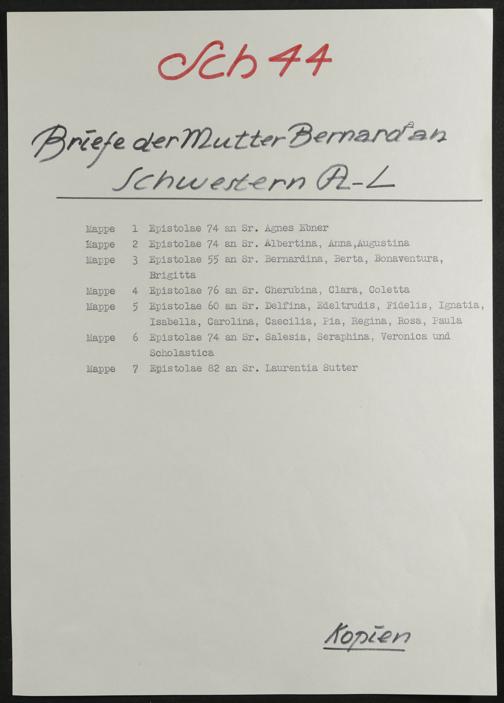 Sch 44
Briefe der Mutter Bernarda an
Schwestern A-L
Mappe 1 Epistolae 74 an Sr. Agnes Ebner
Mappe 2 Epistolae 74 an Sr. Albertina, Anna,Augustina
Mappe 3 Epistolae 55 an Sr. Bernardina, Berta, Bonaventura,
Brigitta
Mappe 4 Epistolae 76 an Sr. Cherubina, Clara, Coletta
Mappe 5 Epistolae 60 an Sr. Delfina, Edeltrudis, Fidelis, Ignatia,
Isabella, Carolina, Caecilia, Pia, Regina, Rosa, Paula
Mappe 6 Epistolae 74 an Sr. Salesia, Seraphina, Veronica und
Scholastica
Mappe 7 Epistolae 82 an Sr. Laurentia Sutter
Kopien